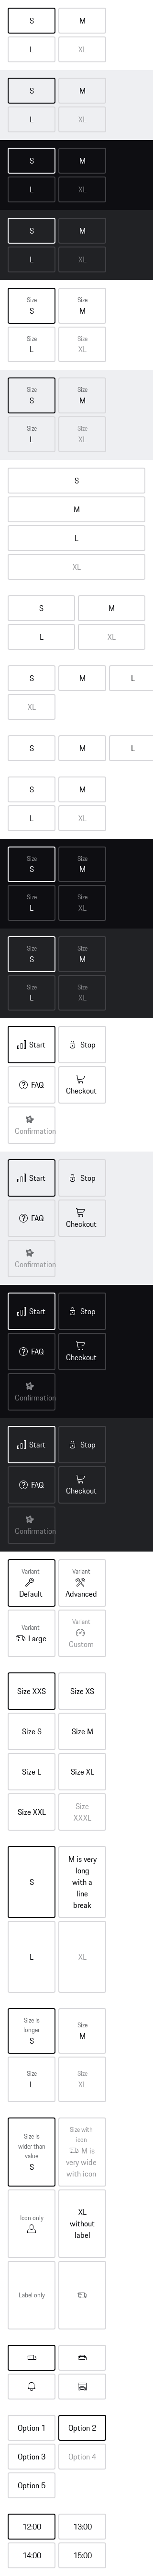 S M
L XL
S M
L XL
S M
L XL
S M
L XL
Size Size
S M
Size Size
L XL
Size Size
S M
Size Size
L XL
S
M
L
XL
S M
L XL
S M L
XL
S M L
S M
L XL
Size Size
S M
Size Size
L XL
Size Size
S M
Size Size
L XL
Start Stop
FAQ Checkout
Confirmation
Start Stop
FAQ Checkout
Confirmation
Start Stop
FAQ Checkout
Confirmation
Start Stop
FAQ Checkout
Confirmation
Variant Variant
Default Advanced
Variant Variant
Large Custom
Size XXS Size XS
Size S Size M
Size L Size XL
Size XXL Size
XXXL
S
M is very
long
with a
line
break
L XL
Size is
longer
S
Size
M
Size Size
L XL
Size is
wider than
value
S
Size with
icon
M is
very wide
with icon
Icon only
XL
without
label
Label only
Option 1 Option 2
Option 3 Option 4
Option 5
12:00 13:00
14:00 15:00